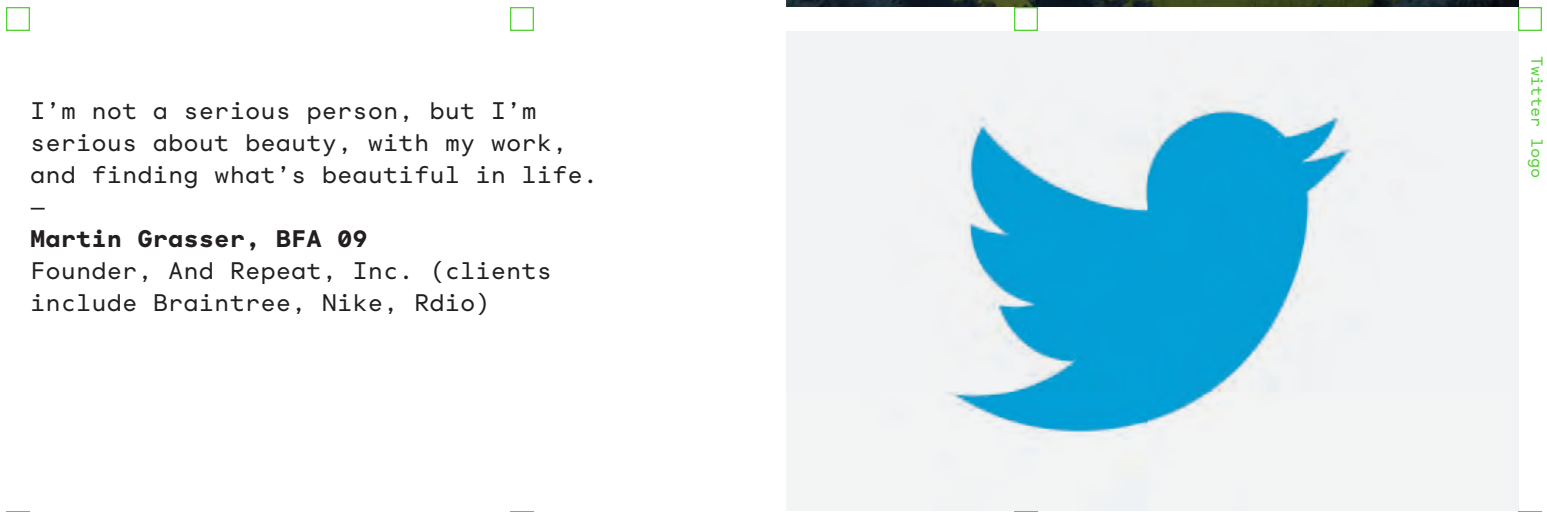 I’m not a serious person, but I’m
serious about beauty, with my work,
and finding what’s beautiful in life.
—
Martin Grasser, BFA 09
Founder, And Repeat, Inc. (clients
include Braintree, Nike, Rdio)
Twitter logo